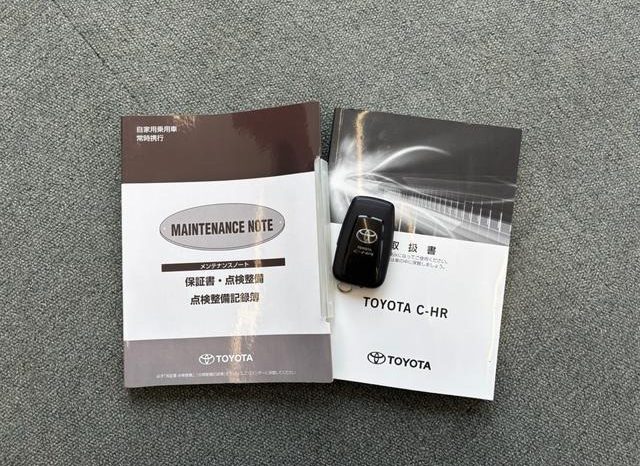 自家用乗用車
常時携行
MAINTENANCE NOTE
メンテナンスノート
保証書・点検整備
点検整備記録簿
TOYOTA
取扱書
TOYOTA C-HR
TOYOTA
TOYOTA